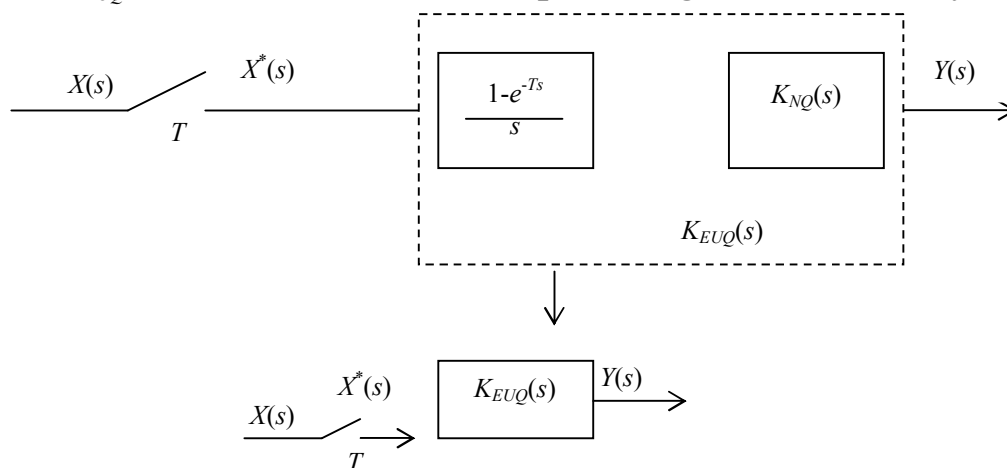 X(s)
X*(s)
T
1-e^-Ts
s
K_NQ(s)
Y(s)
K_EUQ(s)
X(s)
X*(s)
T
K_EUQ(s)
Y(s)